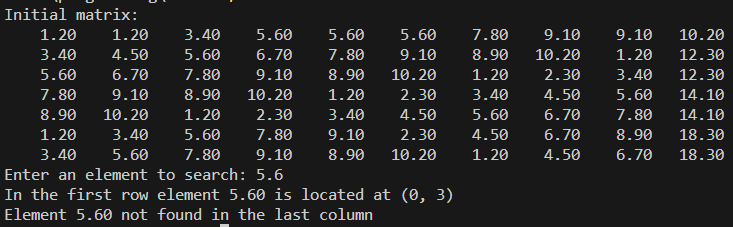 Initial matrix:
1.20 1.20 3.40 5.60 5.60 5.60 7.80 9.10 9.10 10.20
3.40 4.50 5.60 6.70 7.80 9.10 8.90 10.20 1.20 12.30
5.60 6.70 7.80 9.10 8.90 10.20 1.20 2.30 3.40 12.30
7.80 9.10 8.90 10.20 1.20 2.30 3.40 4.50 5.60 14.10
8.90 10.20 1.20 2.30 3.40 4.50 5.60 6.70 7.80 14.10
1.20 3.40 5.60 7.80 9.10 2.30 4.50 6.70 8.90 18.30
3.40 5.60 7.80 9.10 8.90 10.20 1.20 4.50 6.70 18.30
Enter an element to search: 5.6
In the first row element 5.60 is located at (0, 3)
Element 5.60 not found in the last column